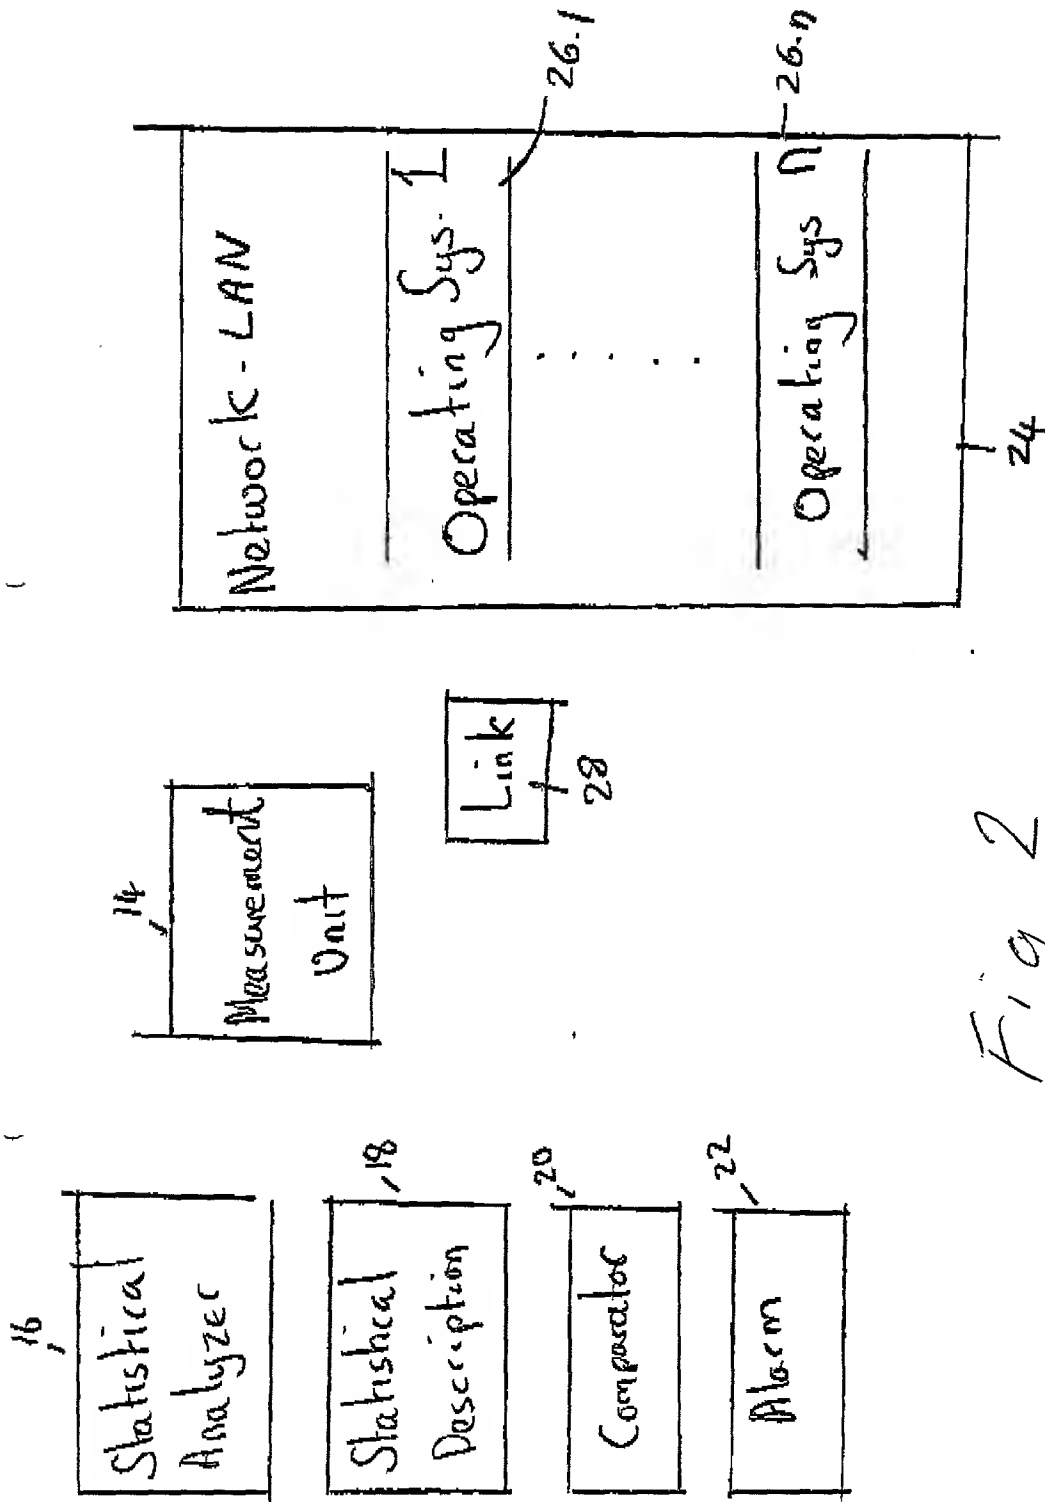 16
Statistical
Analyzer
18
Statistical
Description
20
Comparator
22
Alarm
14
Measurement
Unit
Link
28
Network - LAN
Operating Sys. 1
26.1
Operating Sys n
26.n
24
Fig 2